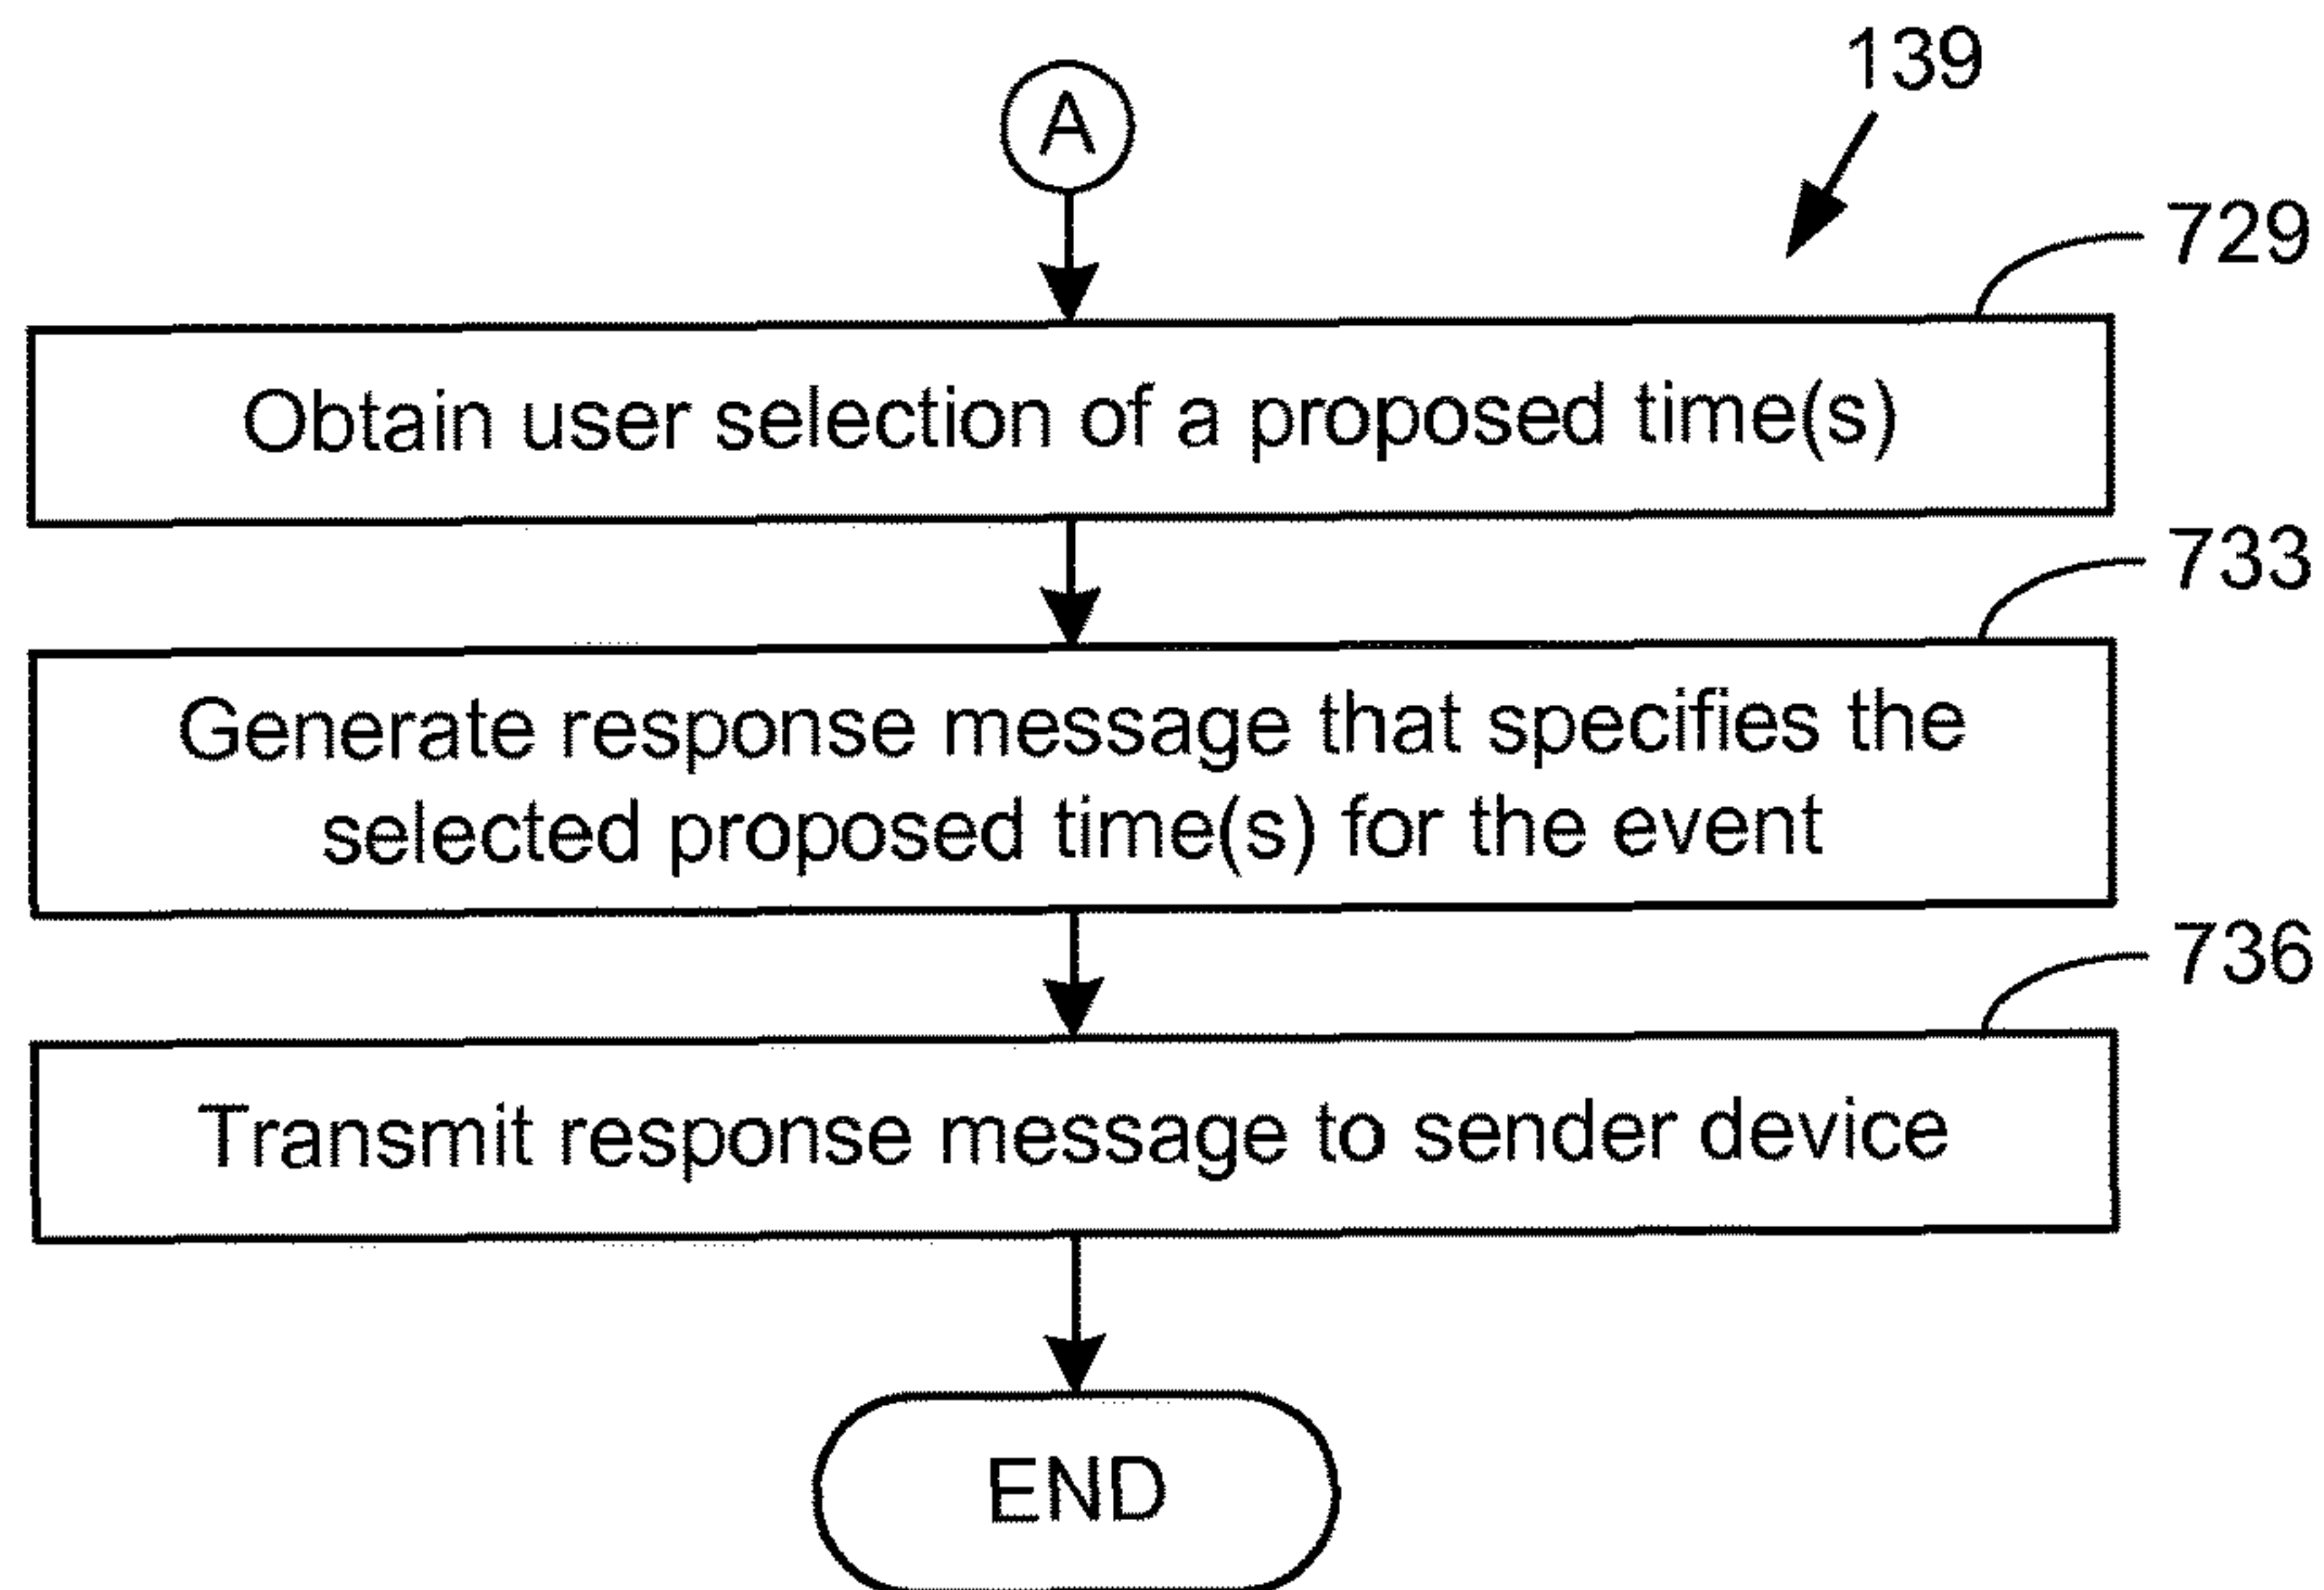 139
A
729
Obtain user selection of a proposed time(s)
733
Generate response message that specifies the
selected proposed time(s) for the event
736
Transmit response message to sender device
END